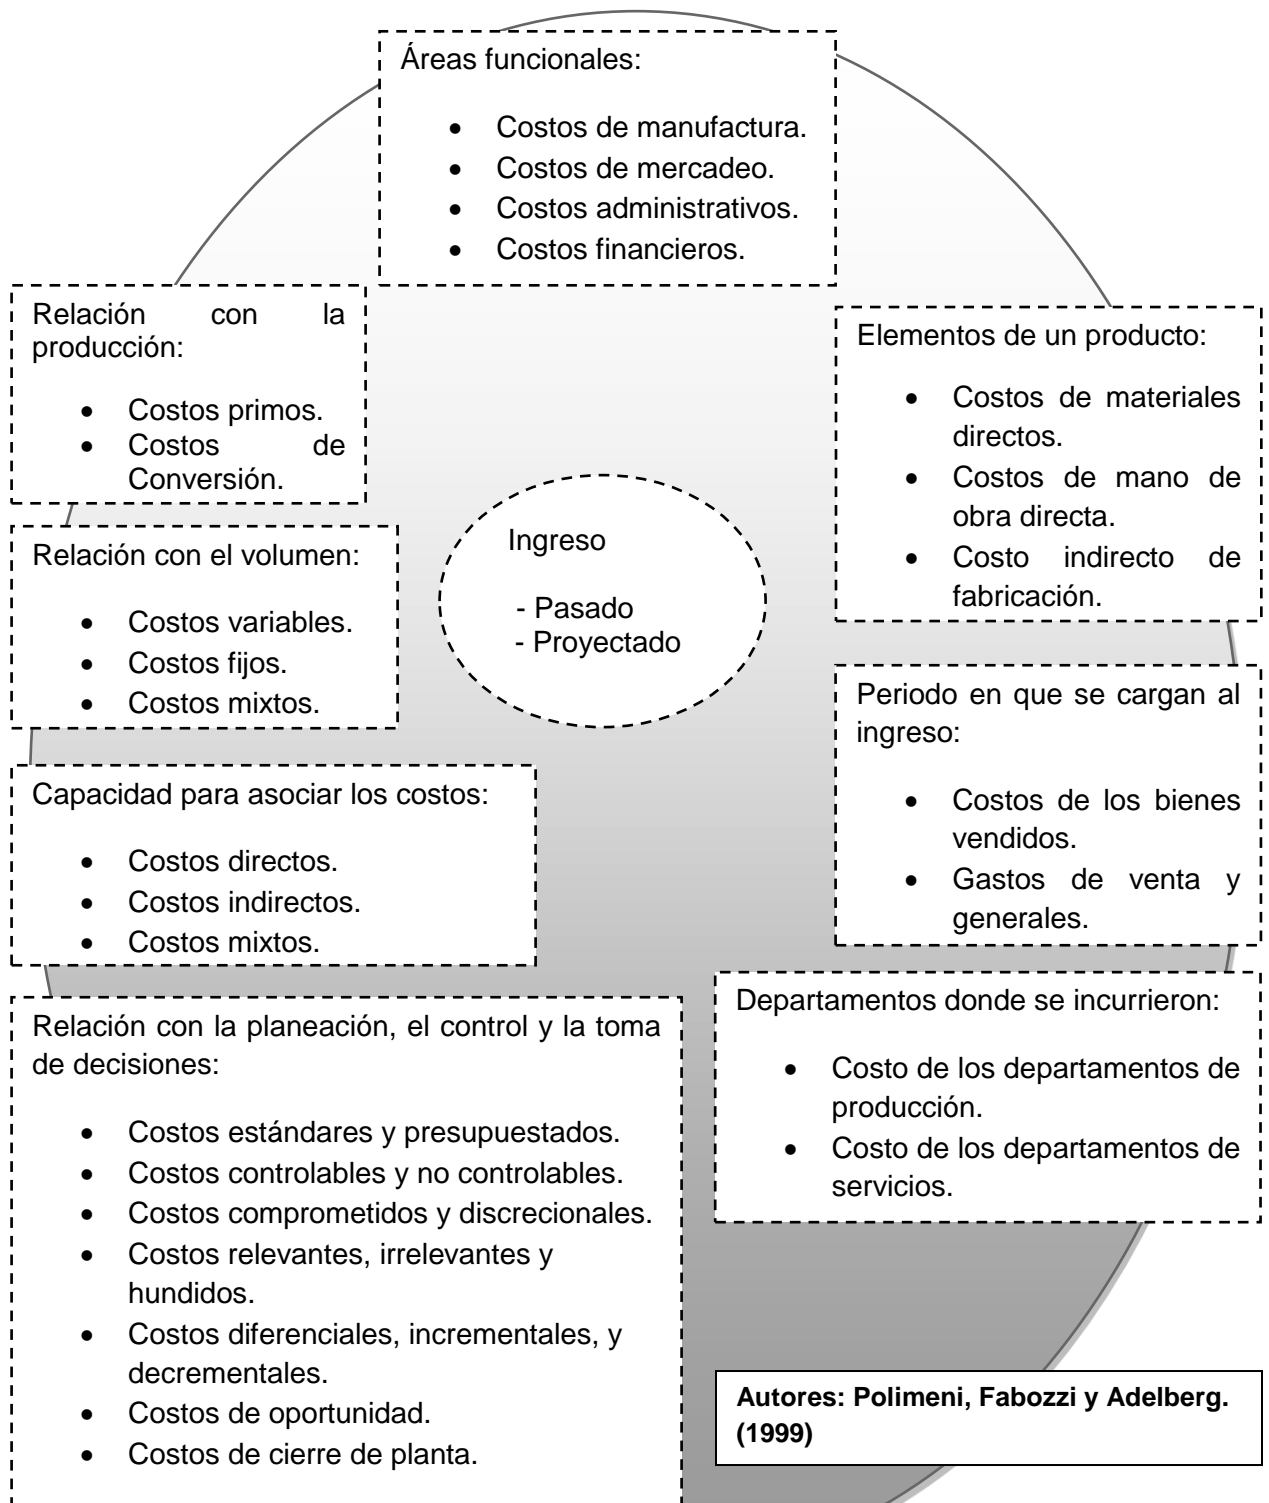 Áreas funcionales:
• Costos de manufactura.
• Costos de mercadeo.
• Costos administrativos.
• Costos financieros.
Relación con la
producción:
• Costos primos.
• Costos de
Conversión.
Elementos de un producto:
• Costos de materiales
directos.
• Costos de mano de
obra directa.
• Costo indirecto de
fabricación.
Ingreso
- Pasado
- Proyectado
Relación con el volumen:
• Costos variables.
• Costos fijos.
• Costos mixtos.
Periodo en que se cargan al
ingreso:
• Costos de los bienes
vendidos.
• Gastos de venta y
generales.
Capacidad para asociar los costos:
• Costos directos.
• Costos indirectos.
• Costos mixtos.
Departamentos donde se incurrieron:
• Costo de los departamentos de
producción.
• Costo de los departamentos de
servicios.
Relación con la planeación, el control y la toma
de decisiones:
• Costos estándares y presupuestados.
• Costos controlables y no controlables.
• Costos comprometidos y discrecionales.
• Costos relevantes, irrelevantes y
hundidos.
• Costos diferenciales, incrementales, y
decrementales.
• Costos de oportunidad.
• Costos de cierre de planta.
Autores: Polimeni, Fabozzi y Adelberg.
(1999)